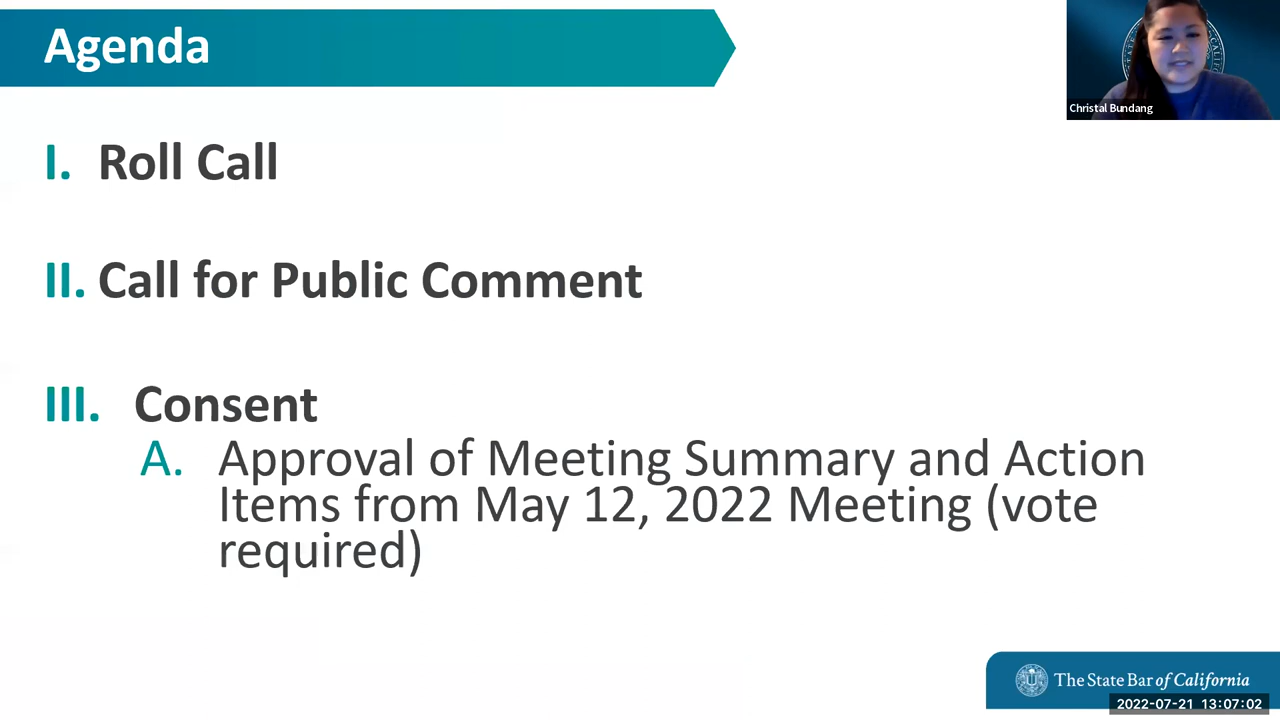 Agenda
Christal Bundang
I. Roll Call
II. Call for Public Comment
III. Consent
A. Approval of Meeting Summary and Action
Items from May 12, 2022 Meeting (vote
required)
The State Bar of California
2022-07-21 13:07:02